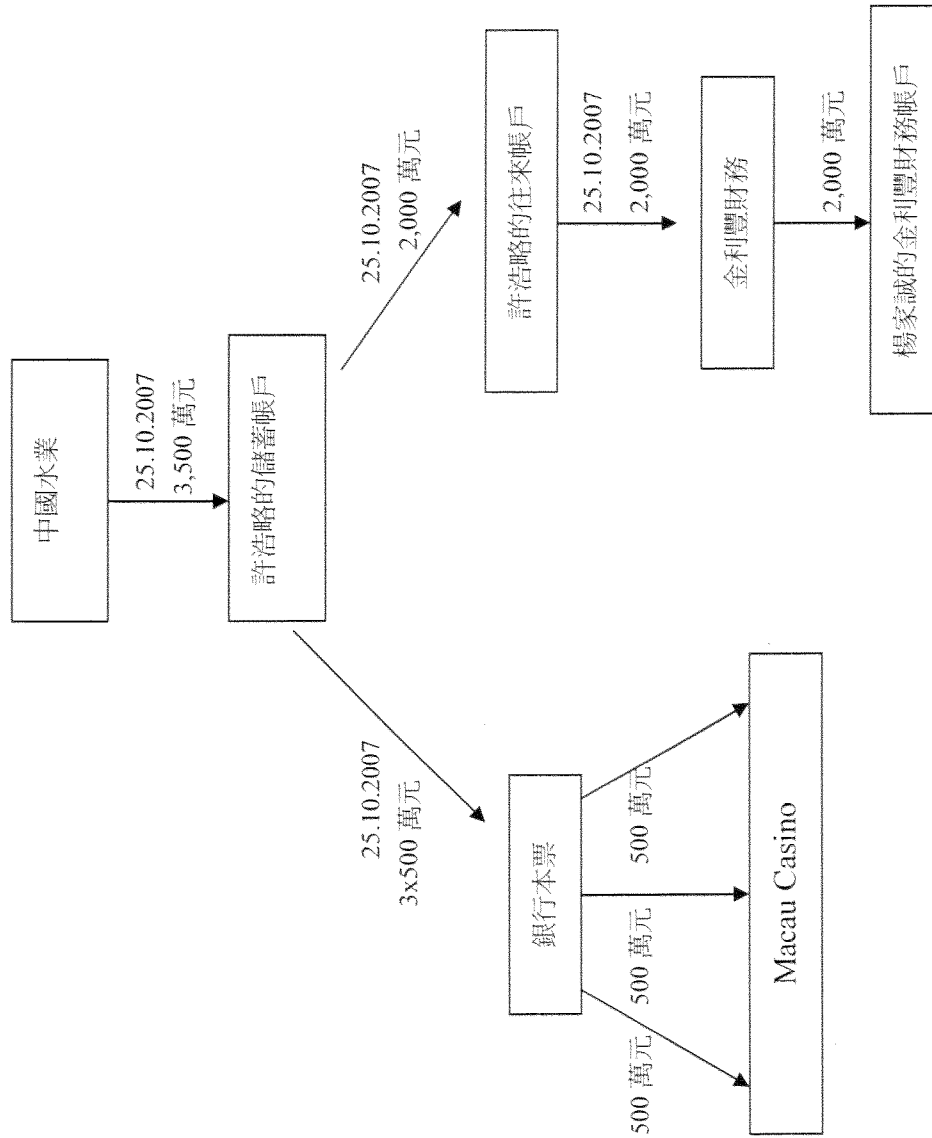 中國水業
25.10.2007
3,500 萬元
許浩略的儲蓄帳戶
25.10.2007
3x500 萬元
25.10.2007
2,000 萬元
銀行本票
許浩略的往來帳戶
500 萬元
500 萬元
500 萬元
25.10.2007
2,000 萬元
Macau Casino
金利豐財務
2,000 萬元
楊家誠的金利豐財務帳戶